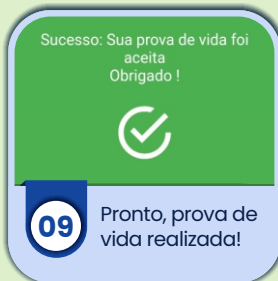 Sucesso: Sua prova de vida foi
aceita
Obrigado !
09
Pronto, prova de
vida realizada!